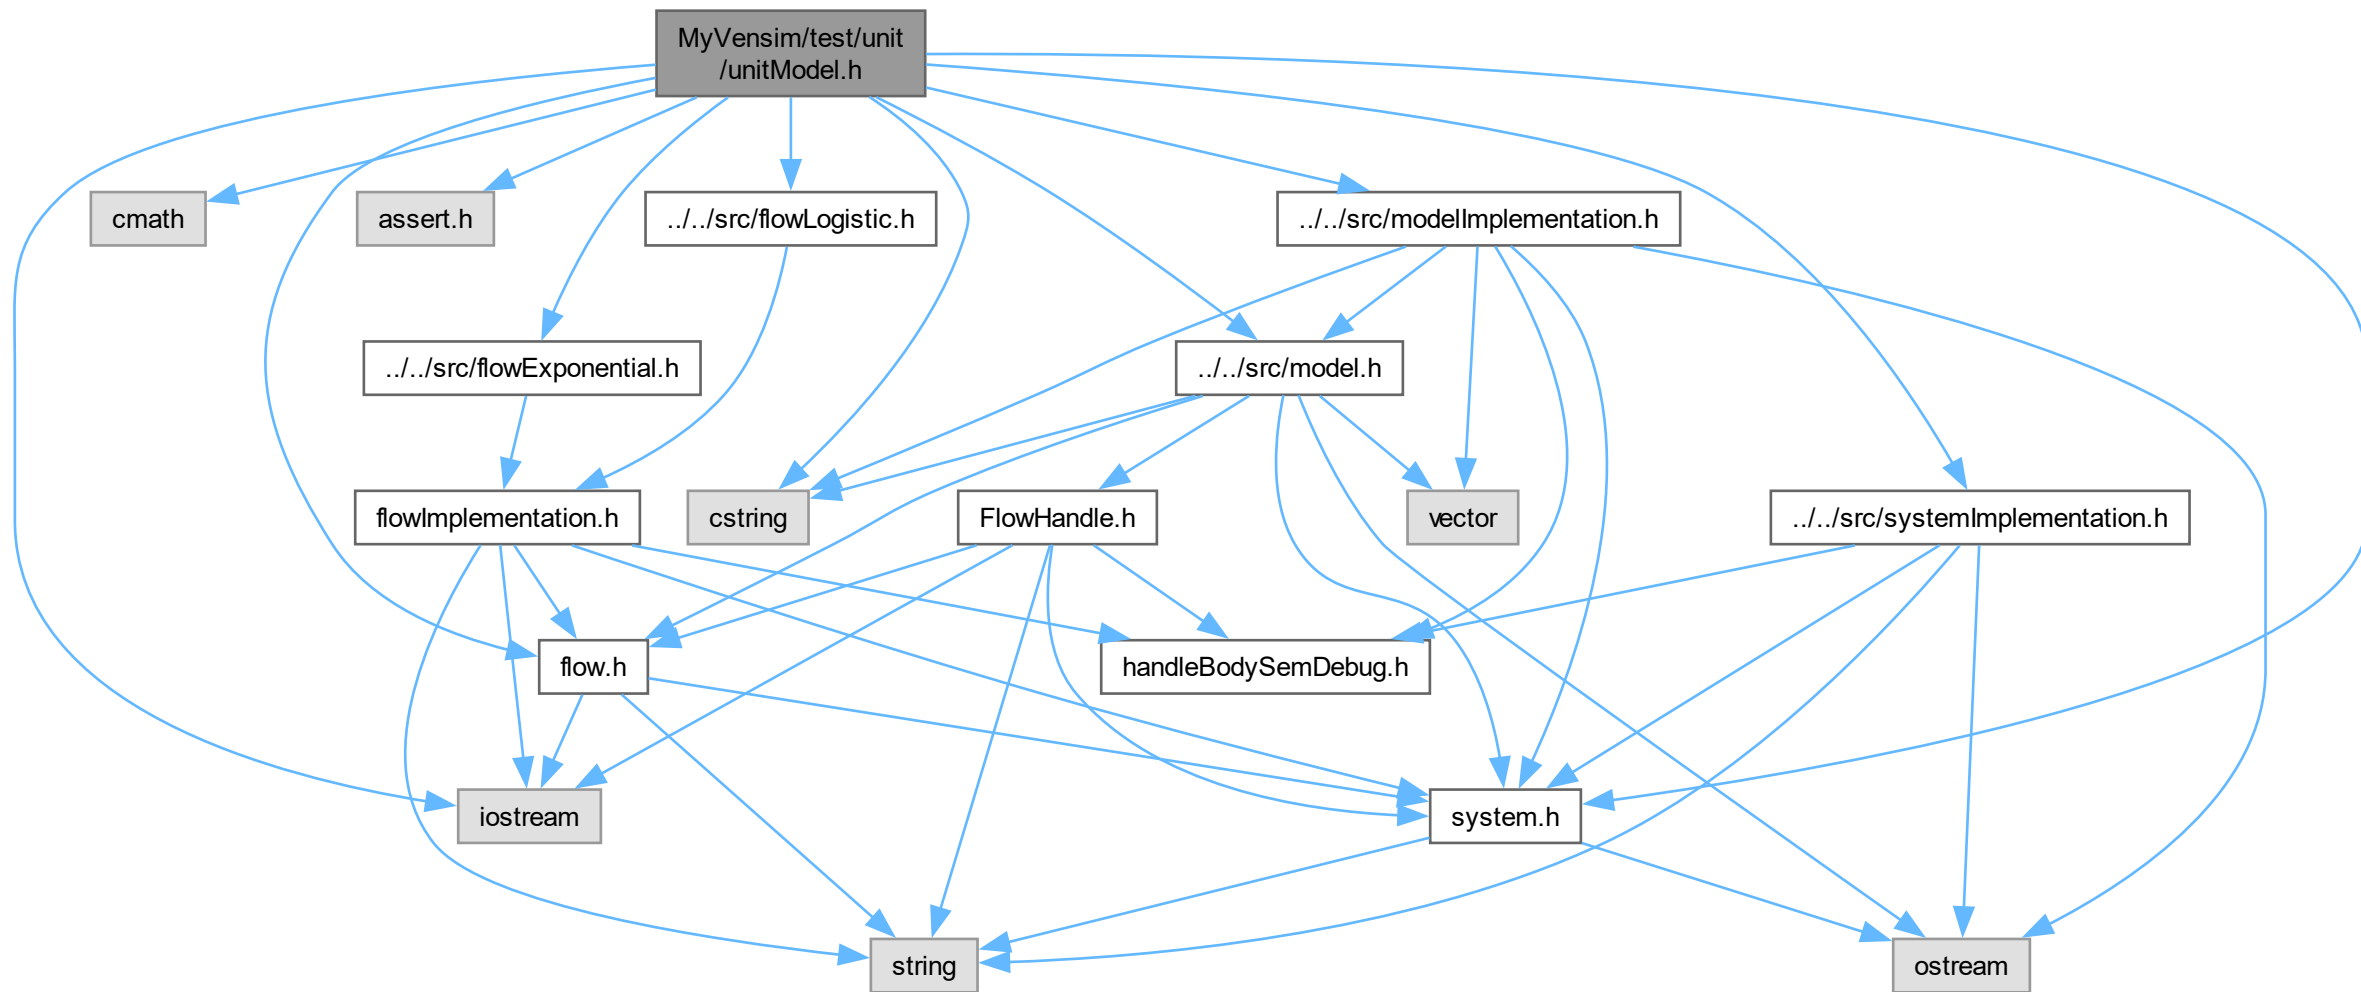 MyVensim/test/unit
/unitModel.h
cmath
assert.h
../../src/flowLogistic.h
../../src/modelImplementation.h
../../src/flowExponential.h
../../src/model.h
flowImplementation.h
cstring
FlowHandle.h
vector
../../src/systemImplementation.h
flow.h
handleBodySemDebug.h
iostream
system.h
string
ostream